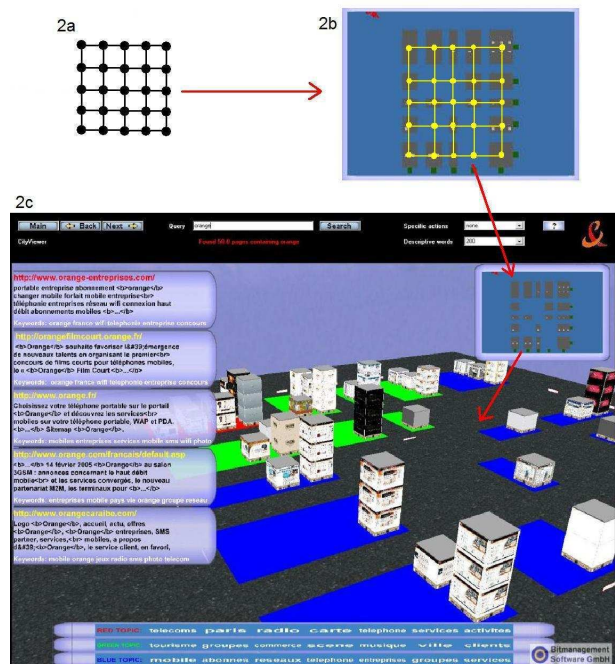 2a
2b
2c
Main Back Next Query orange Search Specific actions none ?
Found 50.0 pages containing orange Descriptive words 200
http://www.orange-entreprises.com/
portable entreprise abonnement <b>orange</b>
changer mobile forfait mobile entreprise<br>
téléphonie entreprises réseau wifi connexion haut
débit abonnements mobiles <b>...</b>
Keywords: orange france wifi telephonie entreprise concours
http://orangefilmcourt.orange.fr/
<b>Orange</b> souhaite favoriser l&#39;émergence
de nouveaux talents en organisant le premier<br>
concours de films courts pour téléphones mobiles,
le « <b>Orange</b> Film Court <b>...</b>
Keywords: orange france wifi telephonie entreprise concours
http://www.orange.fr/
Choisissez votre téléphone portable sur le portail
<b>Orange</b> et découvrez les services<br>
mobiles sur votre téléphone portable, WAP et PDA.
<b>...</b> Sitemap <b>Orange</b>
Keywords: mobile entreprises services mobile sms wifi photo
http://www.orange.com/francais/default.asp
<b>...</b> 14 février 2005 <b>Orange</b> au salon
3GSM : annonces concernant le haut débit
mobile<br> et les services convergés, le nouveau
partenariat M2M, les terminaux pour <b>...</b>
Keywords: entreprises mobile pays vie orange groupe reseau
http://www.orangecaraibe.com/
Logo <b>Orange</b>, accueil, actu, offres
<b>Orange</b>, <b>Orange</b> entreprises, SMS
partner, services,<br> mobiles, a propos
d&#39;<b>Orange</b>, le service client, en favori,
Keywords: mobile orange jeux radio sms photo telecom
RED TOPIC: telecoms paris radio carte telephone services activites
GREEN TOPIC: tourisme groupes commerce scene musique ville clients
BLUE TOPIC: mobile abonnes reseaux telephone entreprises groupes services
Bitmanagement
Software GmbH